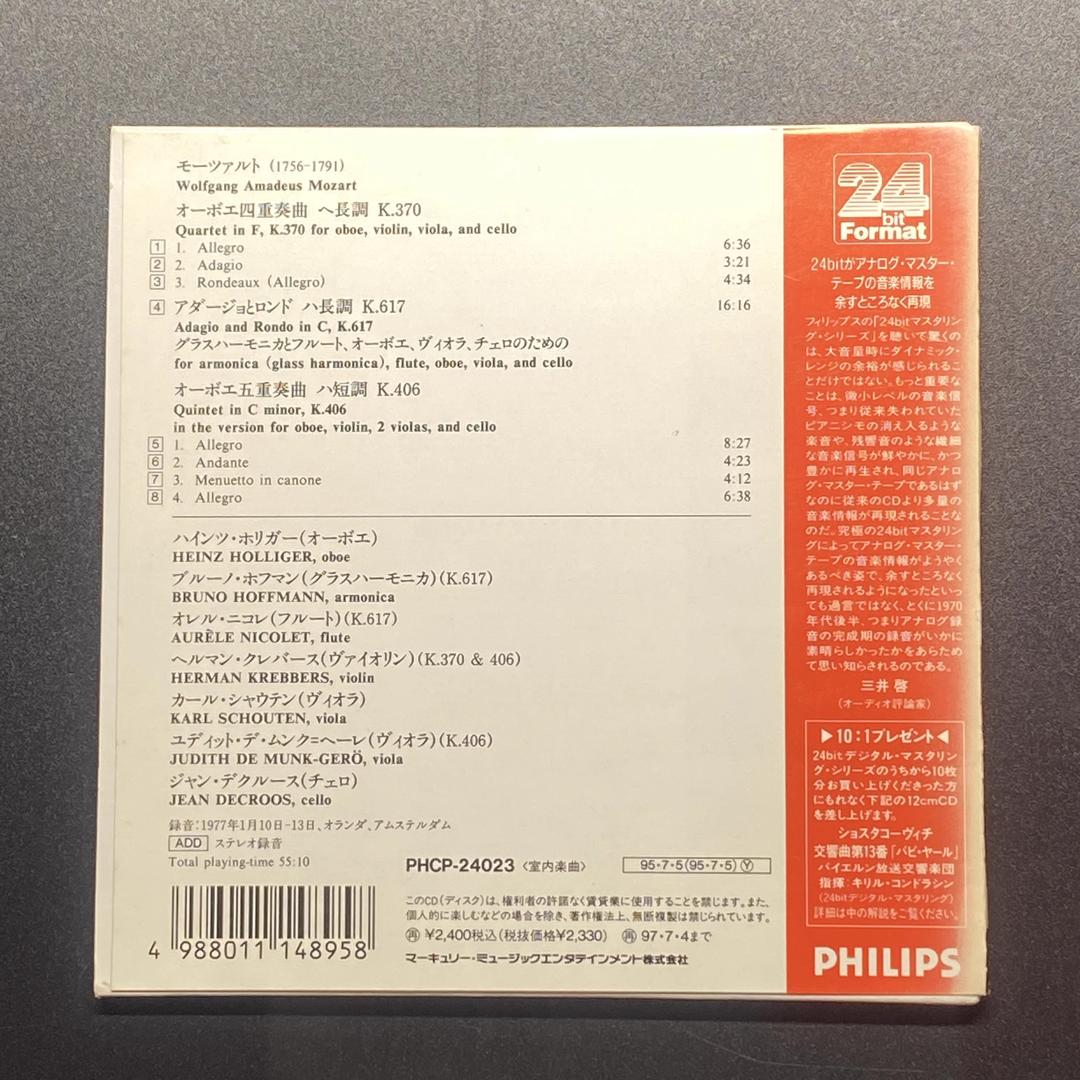 モーツァルト (1756-1791)
Wolfgang Amadeus Mozart
オーボエ四重奏曲 ヘ長調 K.370
Quartet in F, K.370 for oboe, violin, viola, and cello
1 1. Allegro 6:36
2 2. Adagio 3:21
3 3. Rondeaux (Allegro) 4:34
4 アダージョとロンド ハ長調 K.617 16:16
Adagio and Rondo in C, K.617
グラスハーモニカとフルート、オーボエ、ヴィオラ、チェロのための
for armonica (glass harmonica), flute, oboe, viola, and cello
オーボエ五重奏曲 ハ短調 K.406
Quintet in C minor, K.406
in the version for oboe, violin, 2 violas, and cello
5 1. Allegro 8:27
6 2. Andante 4:23
7 3. Menuetto in canone 4:12
8 4. Allegro 6:38
ハインツ・ホリガー(オーボエ)
HEINZ HOLLIGER, oboe
ブルーノ・ホフマン(グラスハーモニカ)(K.617)
BRUNO HOFFMANN, armonica
オレル・ニコレ(フルート)(K.617)
AURÈLE NICOLET, flute
ヘルマン・クレバース(ヴァイオリン)(K.370 & 406)
HERMAN KREBBERS, violin
カール・シャウテン(ヴィオラ)
KARL SCHOUTEN, viola
ユディット・デ・ムンク=ヘーレ(ヴィオラ)(K.406)
JUDITH DE MUNK-GERÖ, viola
ジャン・デクルース(チェロ)
JEAN DECROOS, cello
録音:1977年1月10日-13日、オランダ、アムステルダム
ADD ステレオ録音
Total playing-time 55:10
PHCP-24023 〈室内楽曲〉 95・7・5(95・7・5)Ⓨ
このCD(ディスク)は、権利者の許諾なく賃貸業に使用することを禁じます。また、
個人的に楽しむなどの場合を除き、著作権法上、無断複製は禁じられています。
㊢ ¥2,400税込(税抜価格¥2,330) ㊢ 97・7・4まで
マーキュリー・ミュージックエンタテインメント株式会社
4 988011 148958
24
bit
Format
24bitがアナログ・マスター・
テープの音楽情報を
余すところなく再現
フィリップスの「24bitマスタリン
グ・シリーズ」を聴いて驚くの
は、大音量時にダイナミック・
レンジの余裕が感じられるこ
とだけではない。もっと重要な
ことは、微小レベルの音楽信
号、つまり従来失われていた
ピアニシモの消え入るような
楽音や、残響音のような繊細
な音楽信号が鮮やかに、かつ
豊かに再生され、同じアナロ
グ・マスター・テープであるはず
なのに従来のCDより多量の
音楽情報が再現されることな
のだ。究極の24bitマスタリン
グによってアナログ・マスター・
テープの音楽情報がようやく
あるべき姿で、余すところなく
再現されるようになったといっ
ても過言ではなく、とくに1970
年代後半、つまりアナログ録
音の完成期の録音がいかに
素晴らしかったかをあらためて思い知らされるのである。
三井 啓
(オーディオ評論家)
▶10:1プレゼント◀
24bitデジタル・マスタリン
グ・シリーズのうちから10枚
分お買い上げくださった方
にもれなく下記の12cmCD
を差し上げます。
ショスタコーヴィチ
交響曲第13番「バビ・ヤール」
バイエルン放送交響楽団
指揮:キリル・コンドラシン
(24bitデジタル・マスタリング)
詳細は中の解説をご覧ください。
PHILIPS